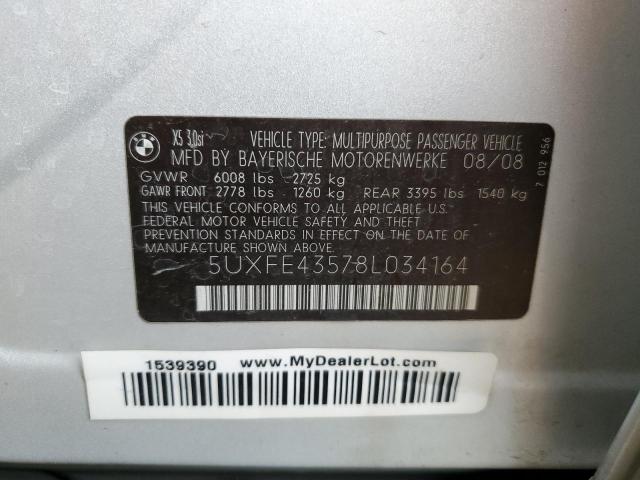 BMW
X5 3.0si
VEHICLE TYPE: MULTIPURPOSE PASSENGER VEHICLE
MFD BY BAYERISCHE MOTORENWERKE 08/08
GVWR 6008 lbs - 2725 kg
GAWR FRONT 2778 lbs - 1260 kg REAR 3395 lbs 1540 kg
THIS VEHICLE CONFORMS TO ALL APPLICABLE U.S.
FEDERAL MOTOR VEHICLE SAFETY AND THEFT
PREVENTION STANDARDS IN EFFECT ON THE DATE OF
MANUFACTURE SHOWN ABOVE.
5UXFE43578L034164
7 012 956
1539390 www.MyDealerLot.com